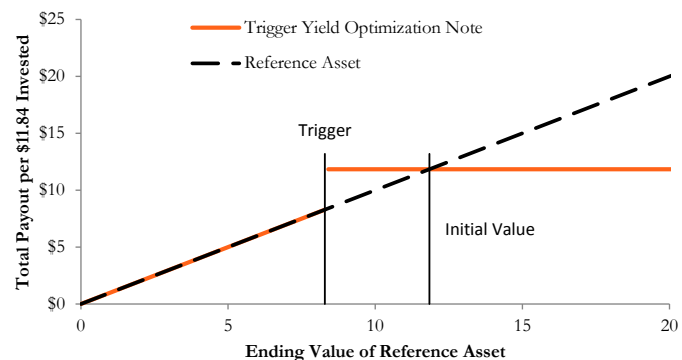 $25
Trigger Yield Optimization Note
Reference Asset
$20
$15
Trigger
$10
Initial Value
$5
$0
0 5 10 15 20
Total Payout per $11.84 Invested
Ending Value of Reference Asset